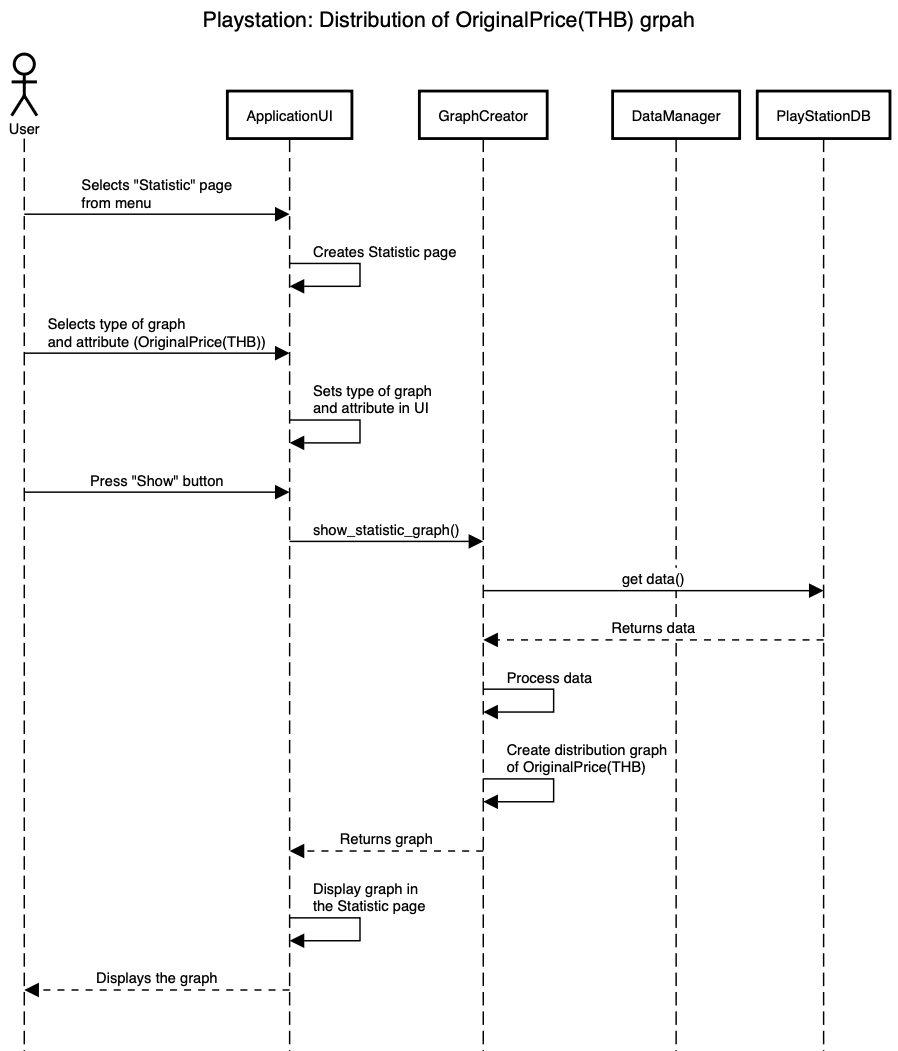 Playstation: Distribution of OriginalPrice(THB) grpah
User
ApplicationUI
GraphCreator
DataManager
PlayStationDB
Selects "Statistic" page
from menu
Creates Statistic page
Selects type of graph
and attribute (OriginalPrice(THB))
Sets type of graph
and attribute in UI
Press "Show" button
show_statistic_graph()
get data()
Returns data
Process data
Create distribution graph
of OriginalPrice(THB)
Returns graph
Display graph in
the Statistic page
Displays the graph